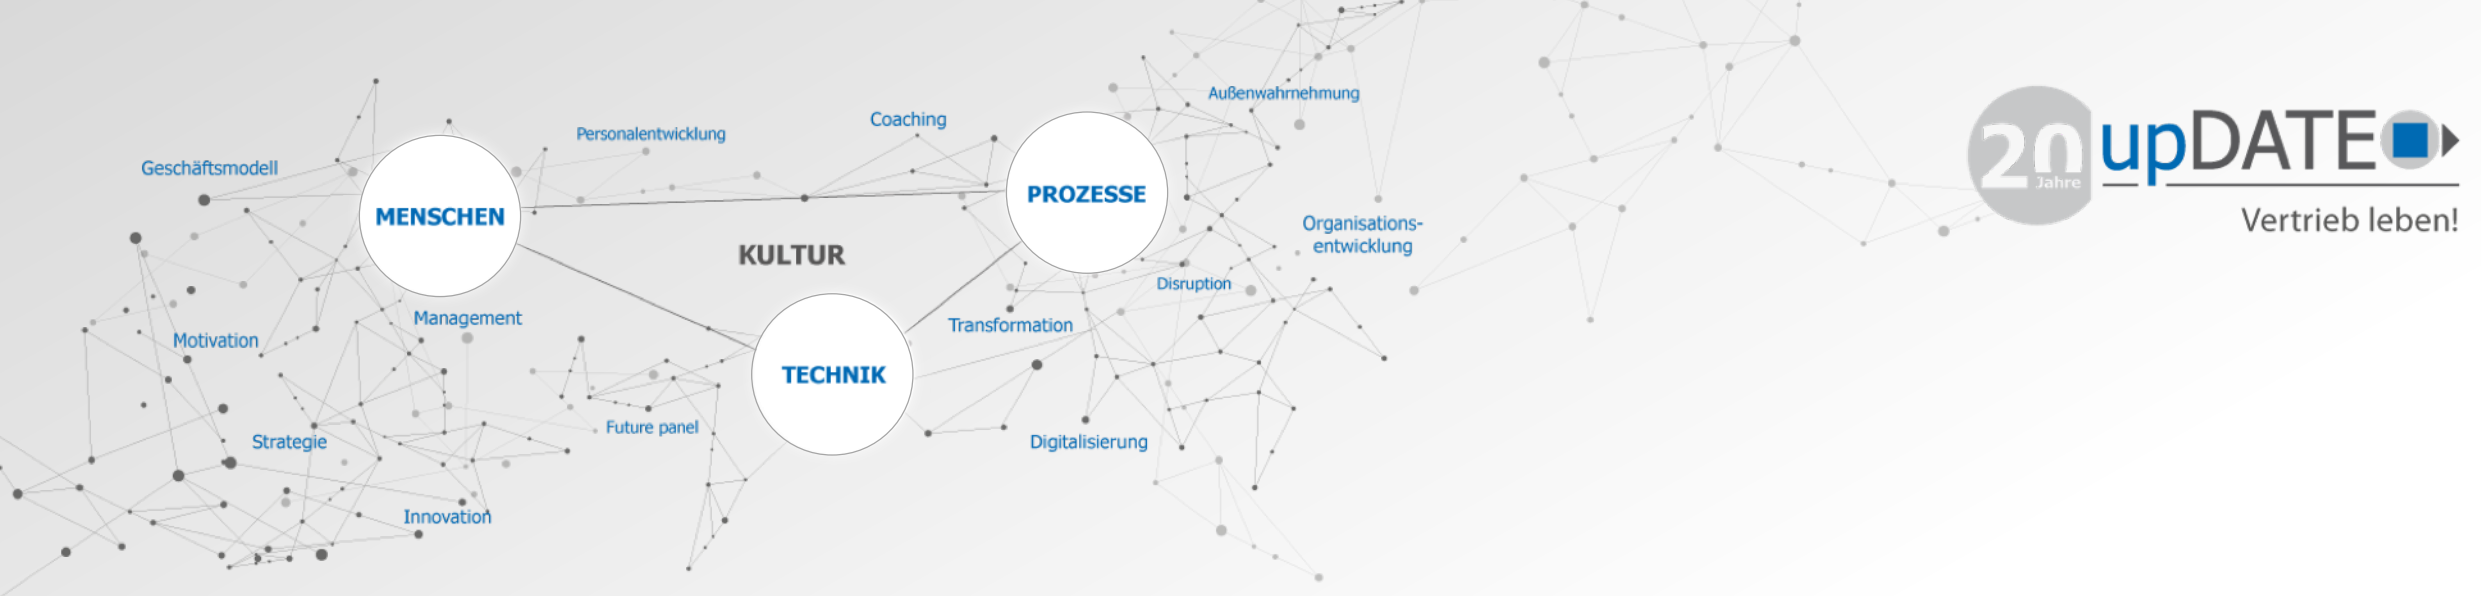 Außenwahrnehmung
Coaching
Personalentwicklung
Geschäftsmodell
MENSCHEN
PROZESSE
KULTUR
Organisations-
entwicklung
Disruption
Management
Transformation
Motivation
TECHNIK
Future panel
Strategie
Digitalisierung
Innovation
20
Jahre
upDATE
Vertrieb leben!